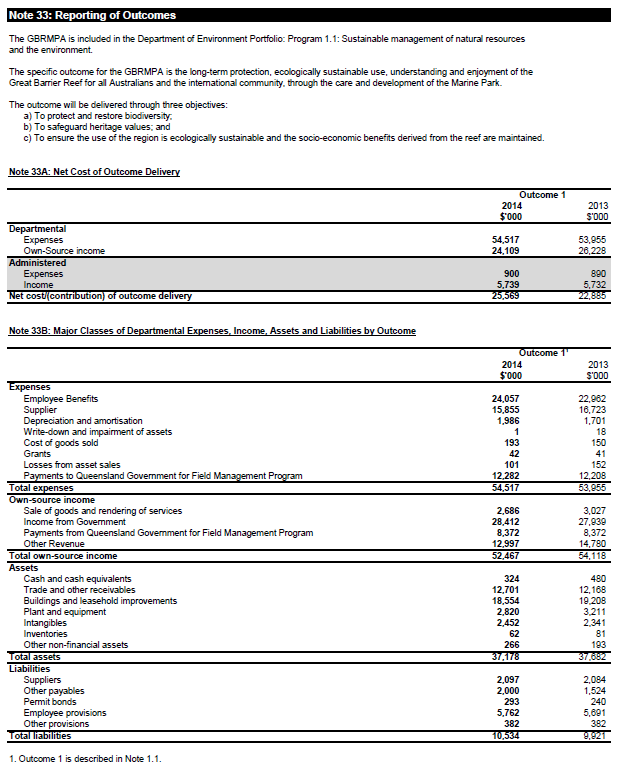 Note 33: Reporting of Outcomes
The GBRMPA is included in the Department of Environment Portfolio: Program 1.1: Sustainable management of natural resources
and the environment.
The specific outcome for the GBRMPA is the long-term protection, ecologically sustainable use, understanding and enjoyment of the
Great Barrier Reef for all Australians and the international community, through the care and development of the Marine Park.
The outcome will be delivered through three objectives:
a) To protect and restore biodiversity;
b) To safeguard heritage values; and
c) To ensure the use of the region is ecologically sustainable and the socio-economic benefits derived from the reef are maintained.
Note 33A: Net Cost of Outcome Delivery
Outcome 1
2014 2013
$'000 $'000
Departmental
Expenses 54,517 53,955
Own-Source income 24,109 26,228
Administered
Expenses 900 890
Income 5,739 5,732
Net cost/(contribution) of outcome delivery 25,569 22,885
Note 33B: Major Classes of Departmental Expenses, Income, Assets and Liabilities by Outcome
Outcome 1¹
2014 2013
$'000 $'000
Expenses
Employee Benefits 24,057 22,962
Supplier 15,855 16,723
Depreciation and amortisation 1,986 1,701
Write-down and impairment of assets 1 18
Cost of goods sold 193 150
Grants 42 41
Losses from asset sales 101 152
Payments to Queensland Government for Field Management Program 12,282 12,208
Total expenses 54,517 53,955
Own-source income
Sale of goods and rendering of services 2,686 3,027
Income from Government 28,412 27,939
Payments from Queensland Government for Field Management Program 8,372 8,372
Other Revenue 12,997 14,780
Total own-source income 52,467 54,118
Assets
Cash and cash equivalents 324 480
Trade and other receivables 12,701 12,168
Buildings and leasehold improvements 18,554 19,208
Plant and equipment 2,820 3,211
Intangibles 2,452 2,341
Inventories 62 81
Other non-financial assets 266 193
Total assets 37,178 37,682
Liabilities
Suppliers 2,097 2,084
Other payables 2,000 1,524
Permit bonds 293 240
Employee provisions 5,762 5,691
Other provisions 382 382
Total liabilities 10,534 9,921
1. Outcome 1 is described in Note 1.1.